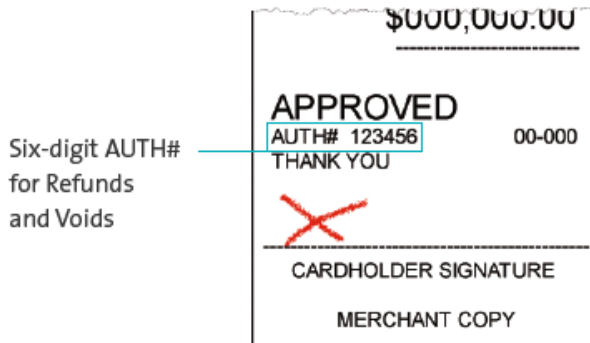 $000,000.00
APPROVED
AUTH# 123456 00-000
THANK YOU
Six-digit AUTH#
for Refunds
and Voids
CARDHOLDER SIGNATURE
MERCHANT COPY